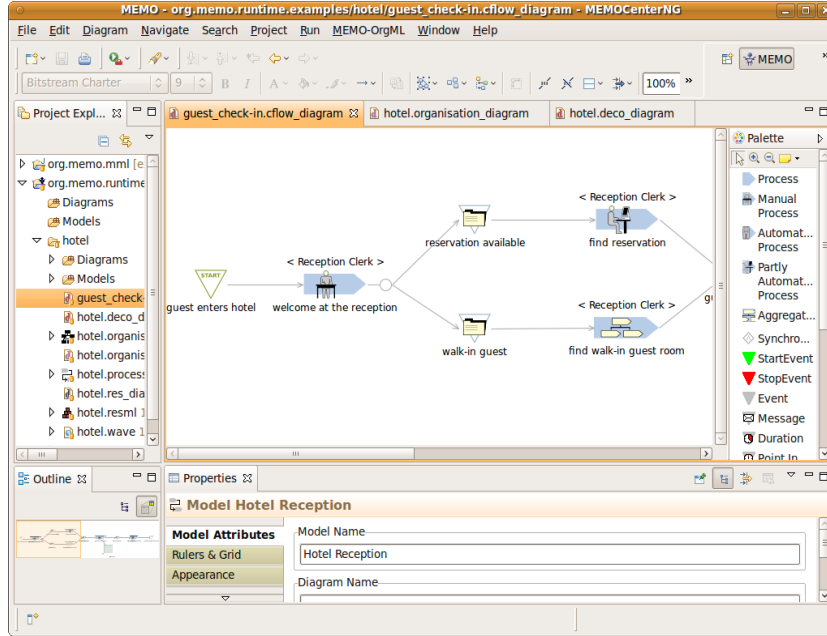 MEMO - org.memo.runtime.examples/hotel/guest_check-in.cflow_diagram - MEMOCenterNG
File Edit Diagram Navigate Search Project Run MEMO-OrgML Window Help
MEMO »
Bitstream Charter 9 B I A 100% »
Project Expl...
guest_check-in.cflow_diagram
hotel.organisation_diagram
hotel.deco_diagram
org.memo.mml [e
org.memo.runtime
Diagrams
Models
hotel
Diagrams
Models
guest_check-
hotel.deco_d
hotel.organis
hotel.organis
hotel.process
hotel.res_dia
hotel.resml 1
hotel.wave 1
< Reception Clerk >
reservation available
find reservation
< Reception Clerk >
START
guest enters hotel
welcome at the reception
< Reception Clerk >
walk-in guest
find walk-in guest room
Palette
Process
Manual
Process
Automat...
Process
Partly
Automat...
Process
Aggregat...
Synchro...
StartEvent
StopEvent
Event
Message
Duration
Point In
Outline
Properties
Model Hotel Reception
Model Attributes
Rulers & Grid
Appearance
Model Name
Hotel Reception
Diagram Name